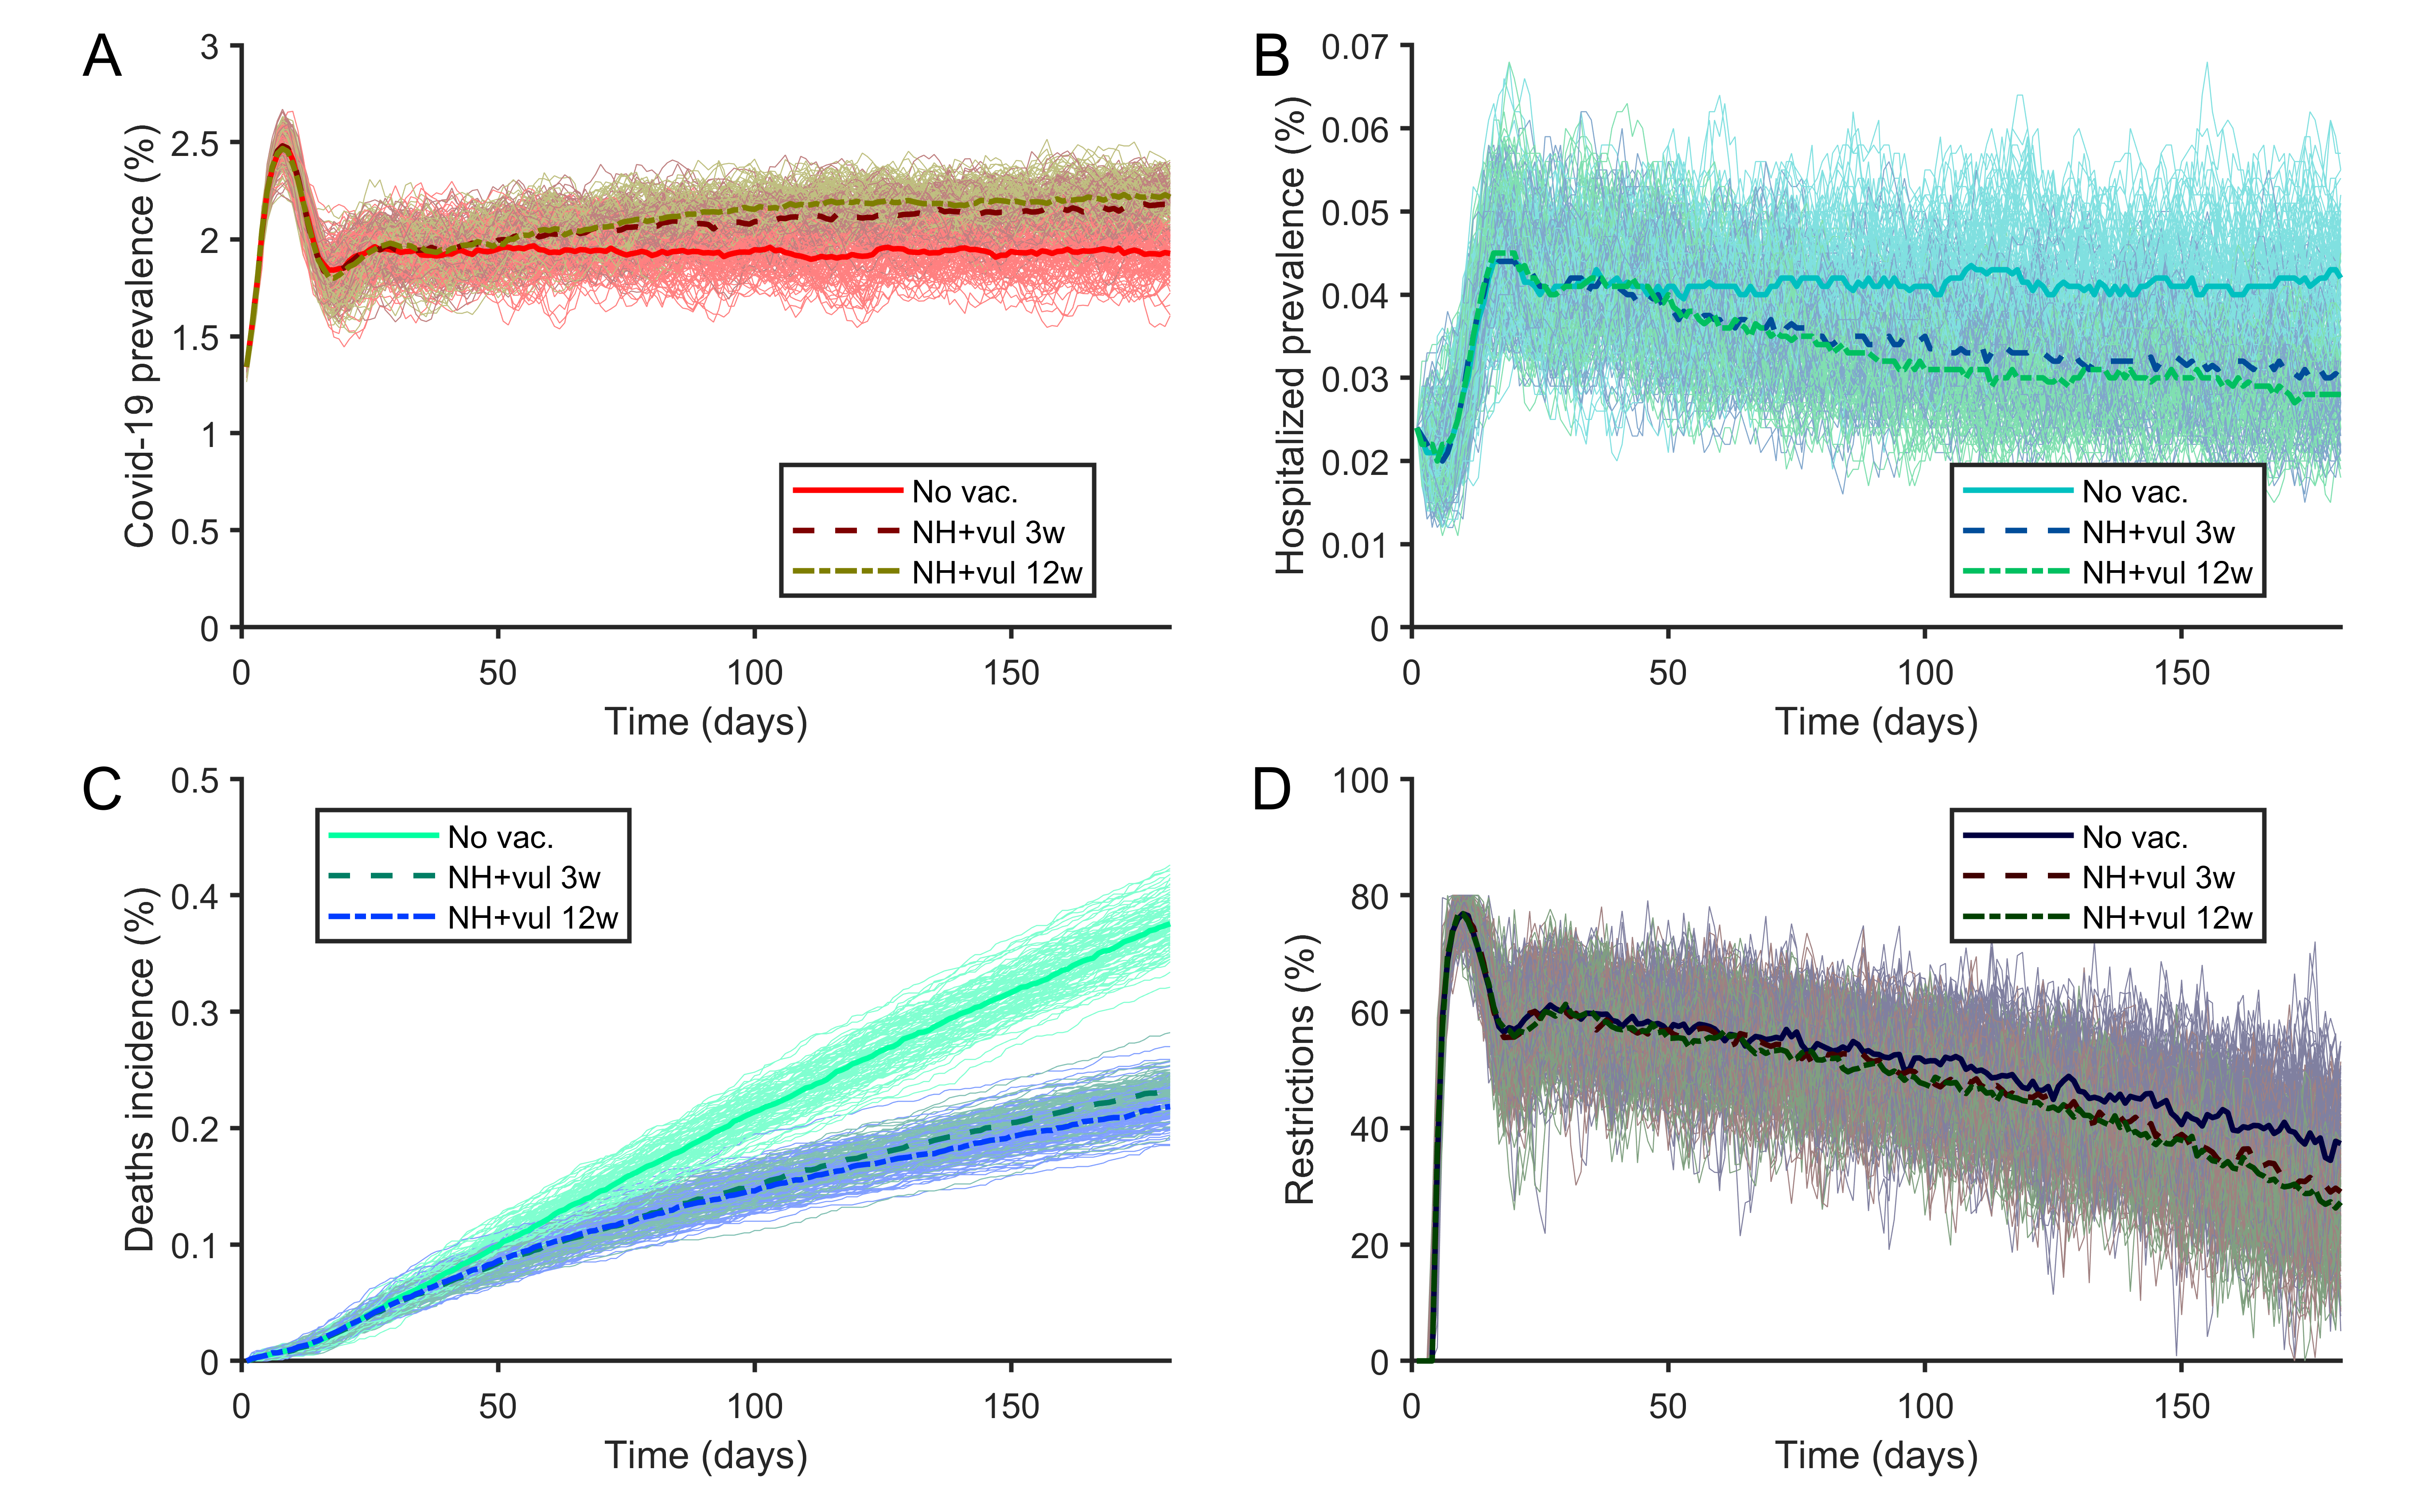 A
Covid-19 prevalence (%)
3
2.5
2
1.5
1
0.5
0
0 50 100 150
Time (days)
No vac.
NH+vul 3w
NH+vul 12w
B
Hospitalized prevalence (%)
0.07
0.06
0.05
0.04
0.03
0.02
0.01
0
0 50 100 150
Time (days)
No vac.
NH+vul 3w
NH+vul 12w
C
Deaths incidence (%)
0.5
0.4
0.3
0.2
0.1
0
0 50 100 150
Time (days)
No vac.
NH+vul 3w
NH+vul 12w
D
Restrictions (%)
100
80
60
40
20
0
0 50 100 150
Time (days)
No vac.
NH+vul 3w
NH+vul 12w